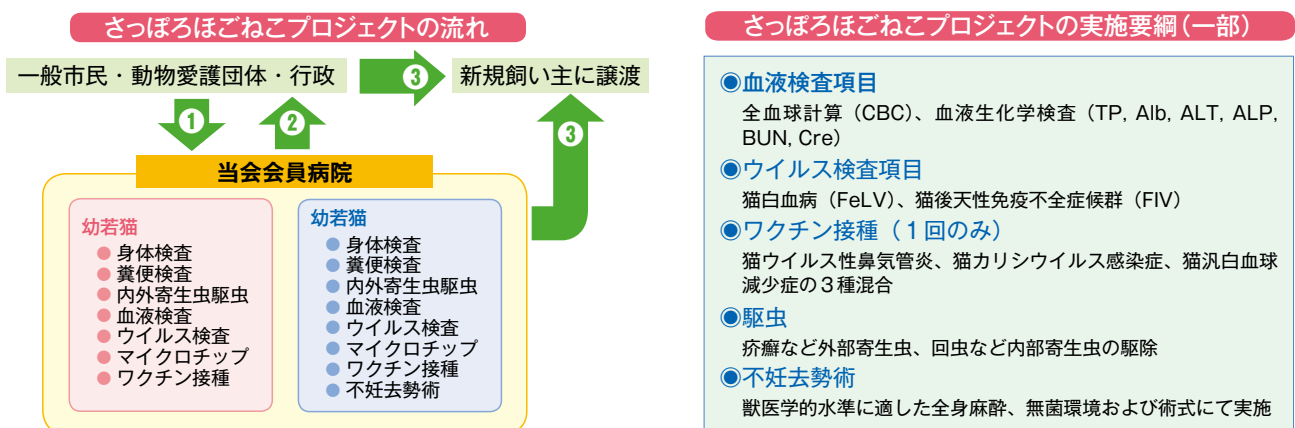 さっぽろほごねこプロジェクトの流れ
一般市民・動物愛護団体・行政
③
新規飼い主に譲渡
①
②
③
当会会員病院
幼若猫
● 身体検査
● 糞便検査
● 内外寄生虫駆虫
● 血液検査
● ウイルス検査
● マイクロチップ
● ワクチン接種
幼若猫
● 身体検査
● 糞便検査
● 内外寄生虫駆虫
● 血液検査
● ウイルス検査
● マイクロチップ
● ワクチン接種
● 不妊去勢術
さっぽろほごねこプロジェクトの実施要綱（一部）
◉血液検査項目
全血球計算（CBC）、血液生化学検査（TP, Alb, ALT, ALP,
BUN, Cre）
◉ウイルス検査項目
猫白血病（FeLV）、猫後天性免疫不全症候群（FIV）
◉ワクチン接種（１回のみ）
猫ウイルス性鼻気管炎、猫カリシウイルス感染症、猫汎白血球
減少症の３種混合
◉駆虫
疥癬など外部寄生虫、回虫など内部寄生虫の駆除
◉不妊去勢術
獣医学的水準に適した全身麻酔、無菌環境および術式にて実施